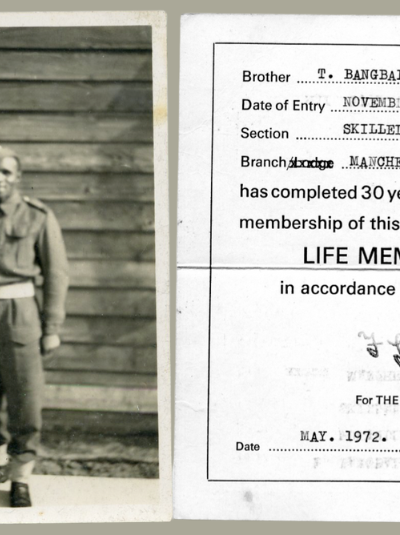 Brother T. BANGBA
Date of Entry NOVEMB
Section SKILLE
Branch/Lodge MANCHE
has completed 30 ye
membership of this
LIFE MEM
in accordance
For THE
Date MAY. 1972.